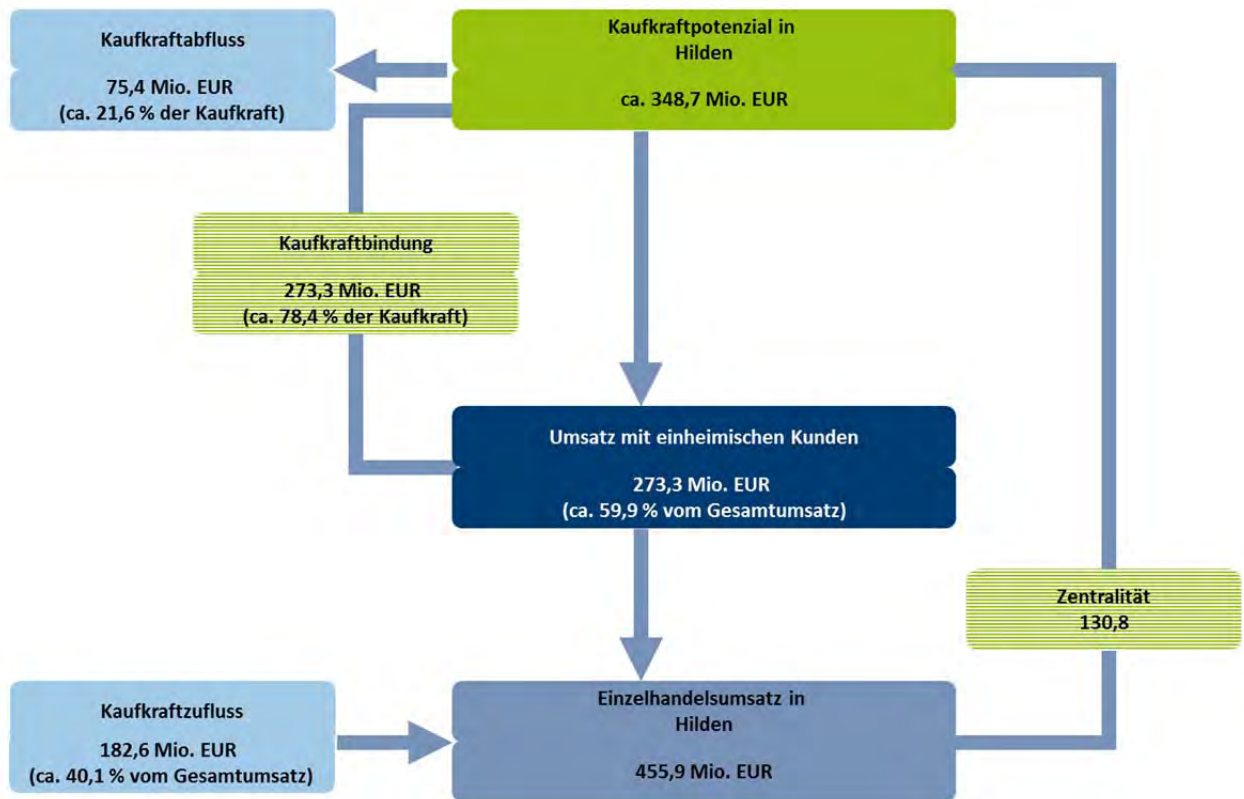 Kaufkraftabfluss
75,4 Mio. EUR
(ca. 21,6 % der Kaufkraft)
Kaufkraftpotenzial in
Hilden
ca. 348,7 Mio. EUR
Kaufkraftbindung
273,3 Mio. EUR
(ca. 78,4 % der Kaufkraft)
Umsatz mit einheimischen Kunden
273,3 Mio. EUR
(ca. 59,9 % vom Gesamtumsatz)
Zentralität
130,8
Kaufkraftzufluss
182,6 Mio. EUR
(ca. 40,1 % vom Gesamtumsatz)
Einzelhandelsumsatz in
Hilden
455,9 Mio. EUR